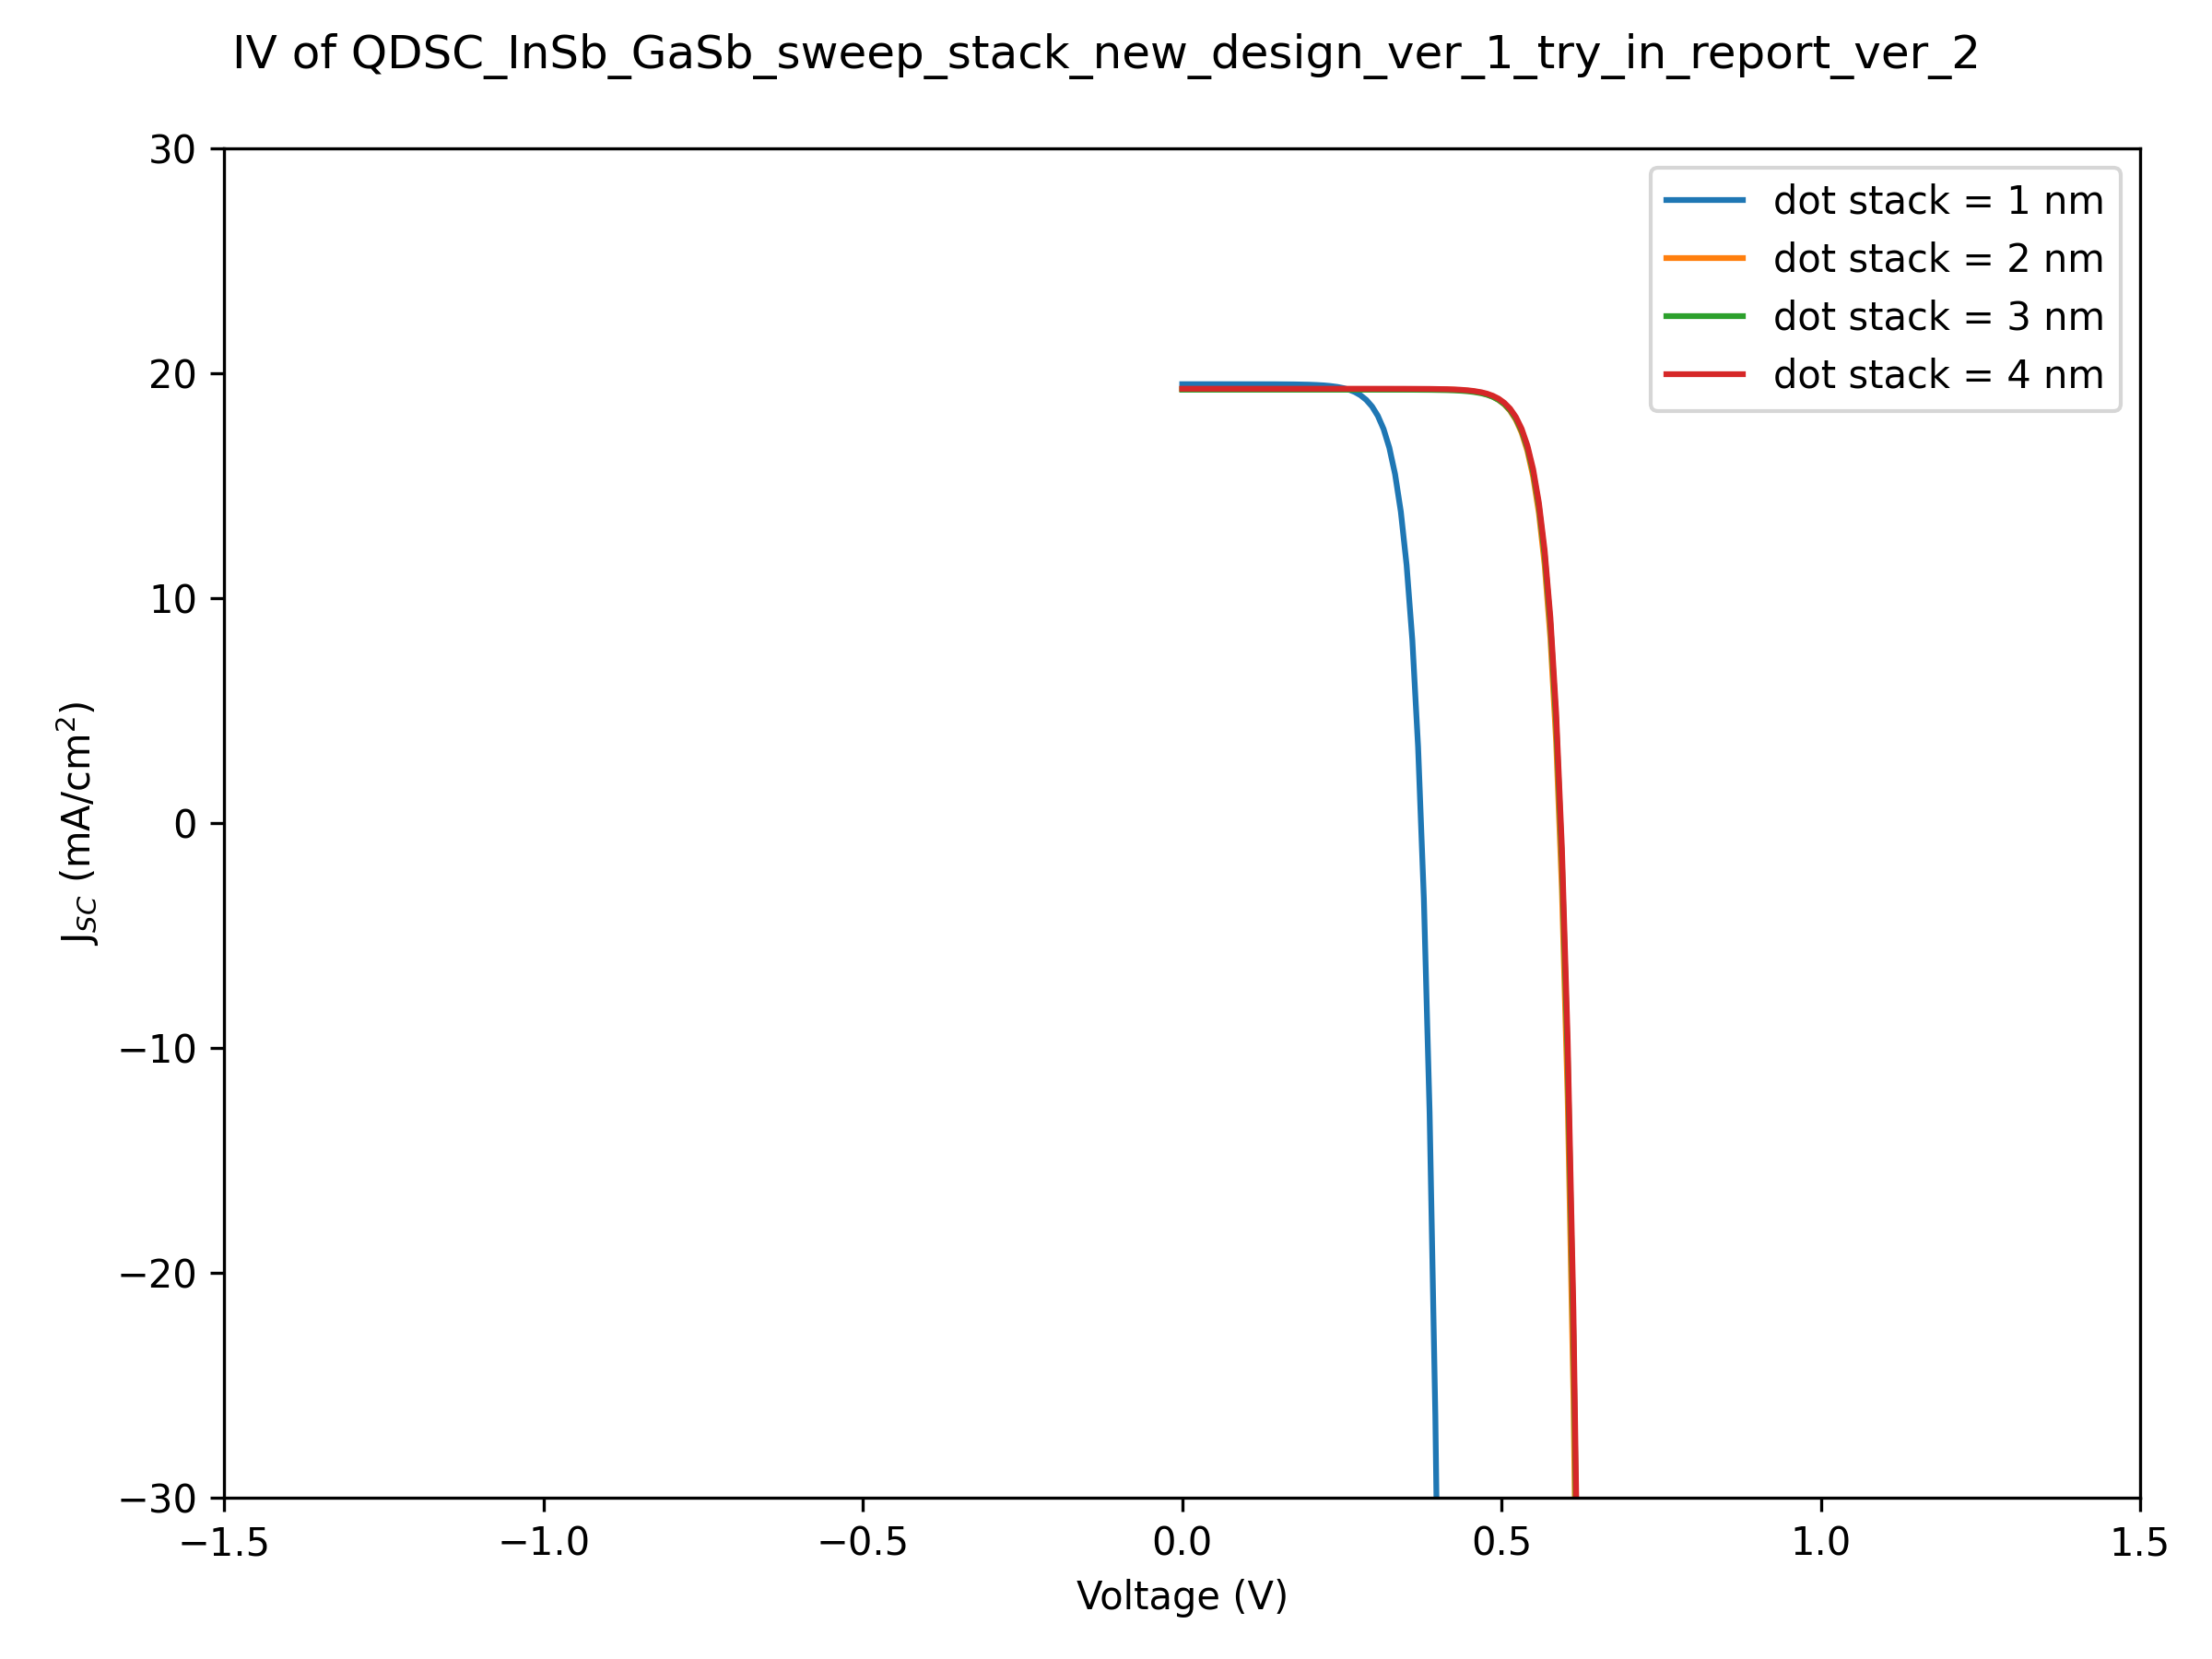 IV of QDSC_InSb_GaSb_sweep_stack_new_design_ver_1_try_in_report_ver_2
30
20
10
0
−10
−20
−30
J_SC (mA/cm²)
dot stack = 1 nm
dot stack = 2 nm
dot stack = 3 nm
dot stack = 4 nm
−1.5 −1.0 −0.5 0.0 0.5 1.0 1.5
Voltage (V)